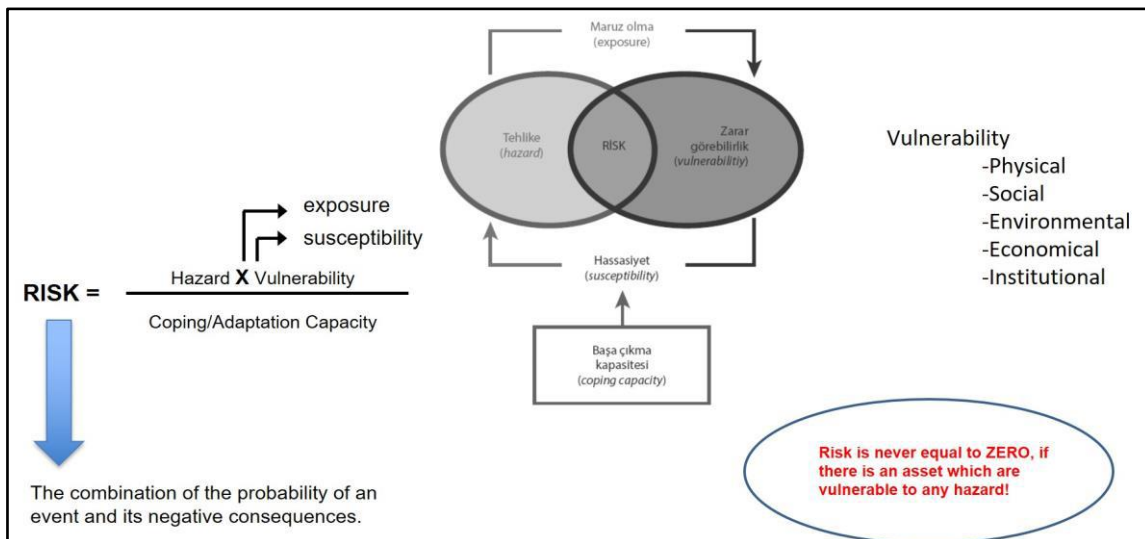 Maruz olma
(exposure)
Tehlike
(hazard)
RİSK
Zarar
görebilirlik
(vulnerabilitiy)
Hassasiyet
(susceptibility)
Başa çıkma
kapasitesi
(coping capacity)
exposure
susceptibility
Hazard X Vulnerability
RISK =
Coping/Adaptation Capacity
The combination of the probability of an
event and its negative consequences.
Vulnerability
-Physical
-Social
-Environmental
-Economical
-Institutional
Risk is never equal to ZERO, if
there is an asset which are
vulnerable to any hazard!